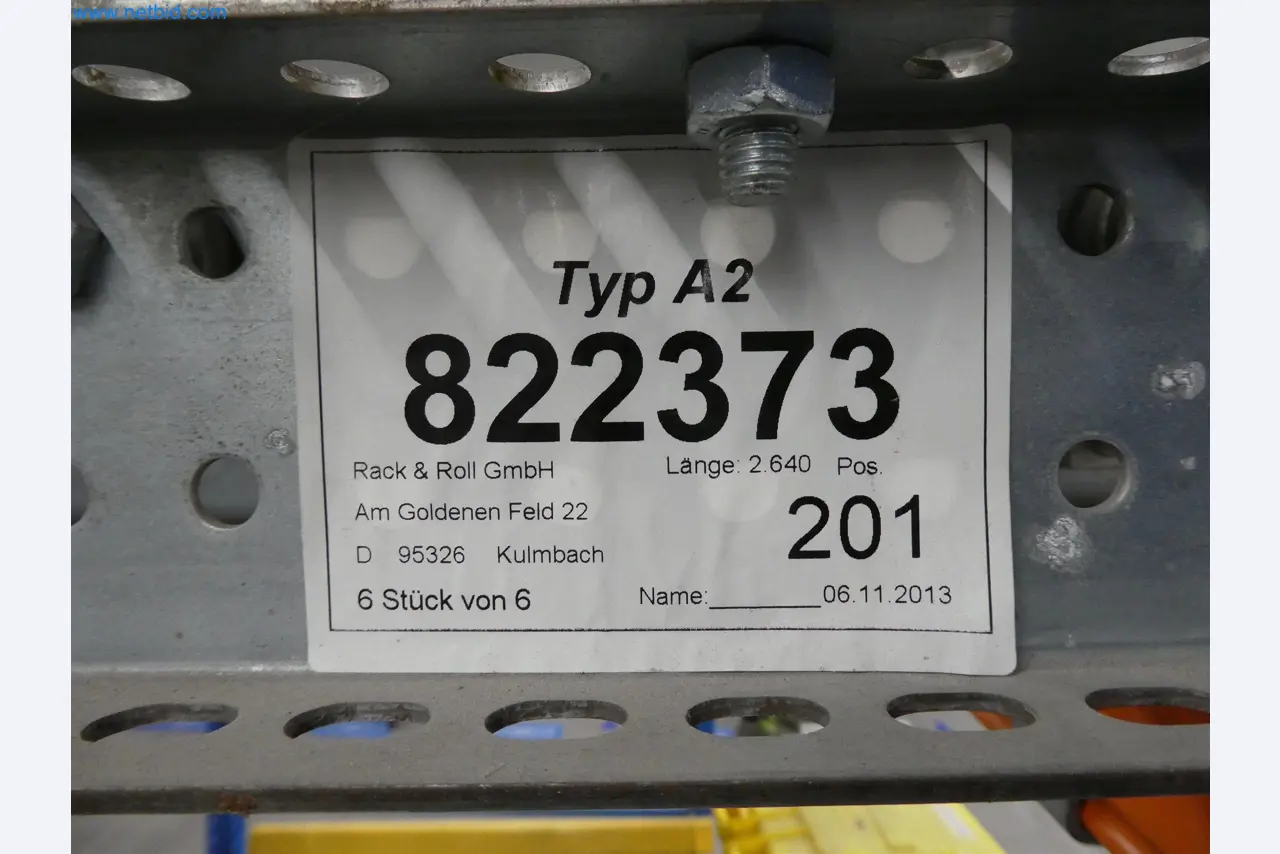 www.netbid.com
Typ A2
822373
Rack & Roll GmbH
Länge: 2.640 Pos.
Am Goldenen Feld 22
201
D 95326 Kulmbach
6 Stück von 6
Name:________06.11.2013